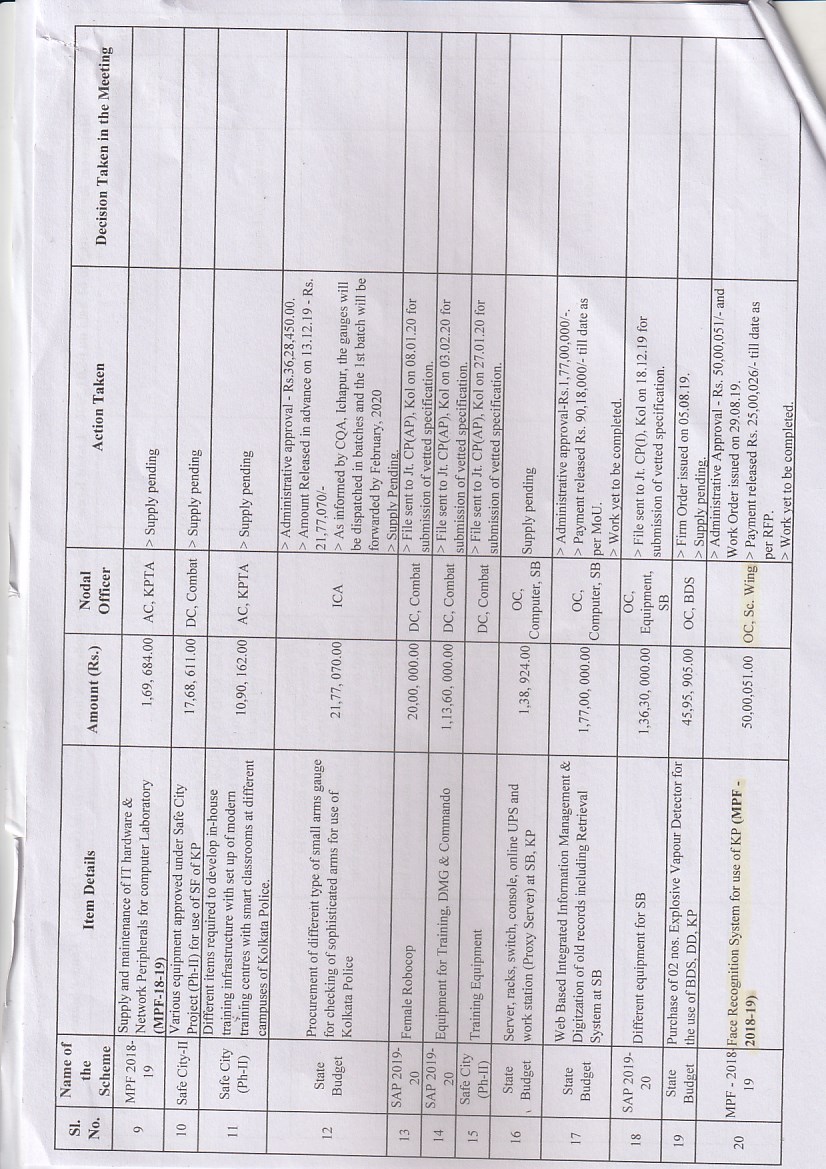 Sl. No.
Name of the Scheme
Item Details
Amount (Rs.)
Nodal Officer
Action Taken
Decision Taken in the Meeting
9
MPF 2018-
19
Supply and maintenance of IT hardware &
Network Peripherals for computer Laboratory
(MPF-18-19)
1,69, 684.00
AC, KPTA
> Supply pending
10
Safe City-II
Various equipment approved under Safe City
Project (Ph-II) for use of SF of KP
17,68, 611.00
DC, Combat
> Supply pending
11
Safe City
(Ph-II)
Different items required to develop in-house
training infrastructure with set up of modern
training centres with smart classrooms at different
campuses of Kolkata Police.
10,90, 162.00
AC, KPTA
> Supply pending
12
State
Budget
Procurement of different type of small arms gauge
for checking of sophisticated arms for use of
Kolkata Police
21,77, 070.00
ICA
> Administrative approval - Rs.36,28,450.00.
> Amount Released in advance on 13.12.19 - Rs.
21,77,070/-
> As informed by CQA, Ichapur, the gauges will
be dispatched in batches and the 1st batch will be
forwarded by February, 2020
> Supply Pending.
13
SAP 2019-
20
Female Robocop
20,00, 000.00
DC, Combat
> File sent to Jt. CP(AP), Kol on 08.01.20 for
submission of vetted specification.
14
SAP 2019-
20
Equipment for Training, DMG & Commando
1,13,60, 000.00
DC, Combat
> File sent to Jt. CP(AP), Kol on 03.02.20 for
submission of vetted specification.
15
Safe City
(Ph-II)
Training Equipment
DC, Combat
> File sent to Jt. CP(AP), Kol on 27.01.20 for
submission of vetted specification.
16
State
Budget
Server, racks, switch, console, online UPS and
work station (Proxy Server) at SB, KP
1,38, 924.00
OC,
Computer, SB
Supply pending
17
State
Budget
Web Based Integrated Information Management &
Digitzation of old records including Retrieval
System at SB
1,77,00, 000.00
OC,
Computer, SB
> Administrative approval-Rs.1,77,00,000/-.
> Payment released Rs. 90,18,000/- till date as
per MoU.
> Work yet to be completed.
18
SAP 2019-
20
Different equipment for SB
1,36,30, 000.00
OC,
Equipment,
SB
> File sent to Jt. CP(I), Kol on 18.12.19 for
submission of vetted specification.
19
State
Budget
Purchase of 02 nos. Explosive Vapour Detector for
the use of BDS, DD, KP
45,95, 905.00
OC, BDS
> Firm Order issued on 05.08.19.
> Supply pending.
20
MPF - 2018-
19
Face Recognition System for use of KP (MPF -
2018-19)
50,00,051.00
OC, Sc. Wing
> Administrative Approval - Rs. 50,00,051/- and
Work Order issued on 29.08.19.
> Payment released Rs. 25,00,026/- till date as
per RFP.
> Work yet to be completed.